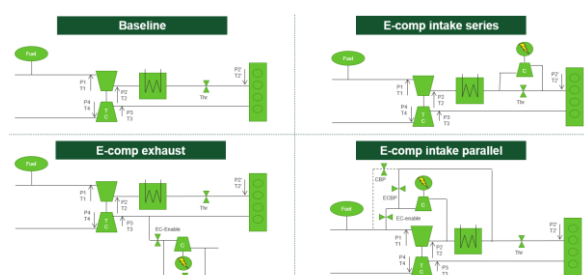 Baseline
Fuel
P1
T1
P2
T2
P2'
T2'
Thr
P4
T4
T
C
P3
T3
E-comp intake series
Fuel
C
P1
T1
P2
T2
P2'
T2'
Thr
P4
T4
T
C
P3
T3
E-comp exhaust
Fuel
P1
T1
P2
T2
P2'
T2'
Thr
P4
T4
T
C
P3
T3
EC-Enable
C
E-comp intake parallel
CBP
ECBP
C
Fuel
EC-enable
P1
T1
P2
T2
P2'
T2'
Thr
P4
T4
T
C
P3
T3